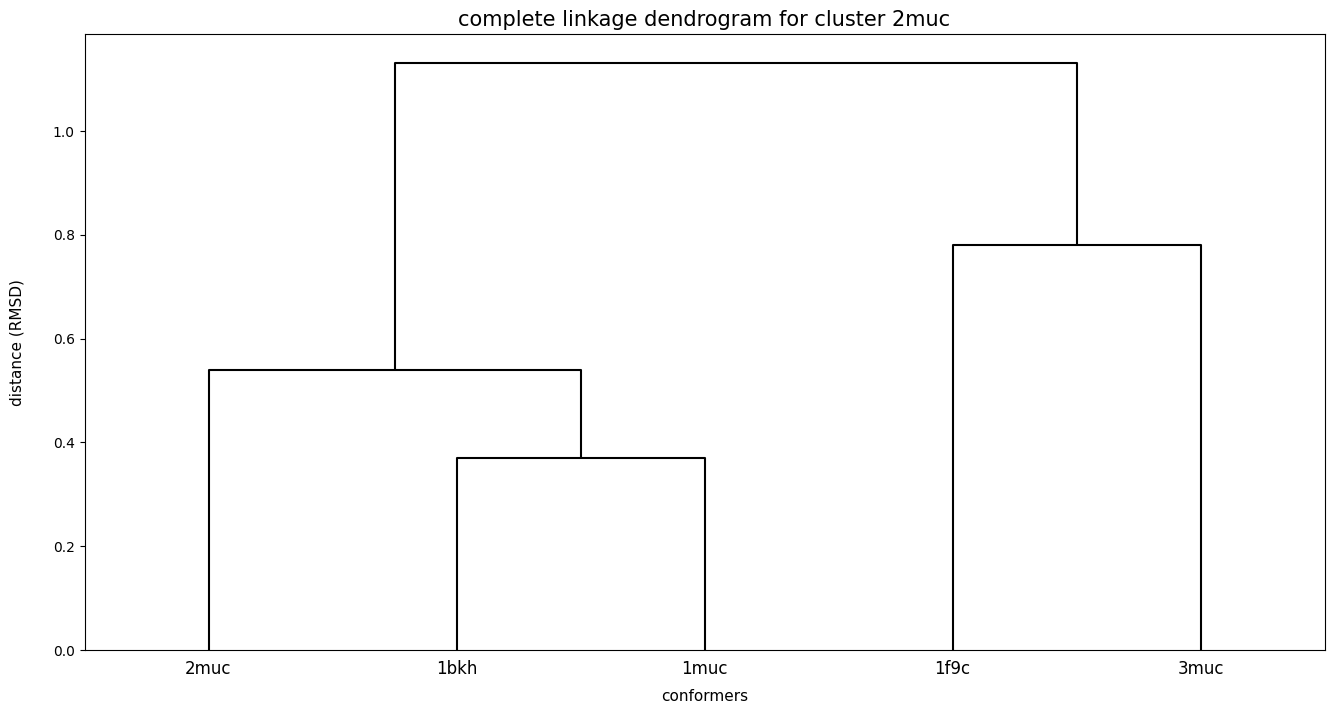 complete linkage dendrogram for cluster 2muc
1.0
0.8
0.6
0.4
0.2
0.0
distance (RMSD)
2muc 1bkh 1muc 1f9c 3muc
conformers